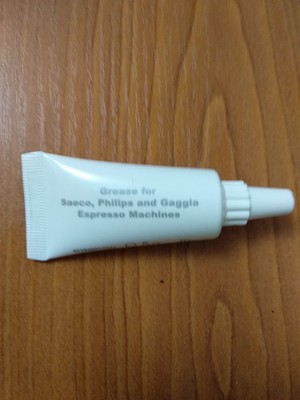 Grease for
Saeco, Philips and Gaggia
Espresso Machines